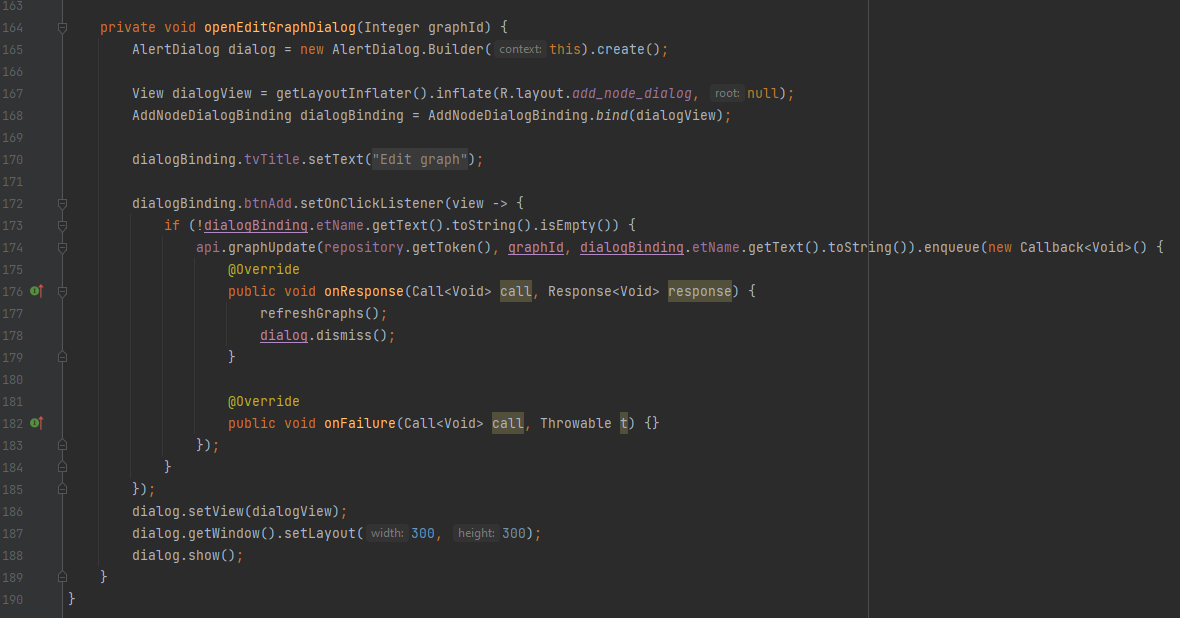 163
164 private void openEditGraphDialog(Integer graphId) {
165 AlertDialog dialog = new AlertDialog.Builder( context: this).create();
166
167 View dialogView = getLayoutInflater().inflate(R.layout.add_node_dialog, root: null);
168 AddNodeDialogBinding dialogBinding = AddNodeDialogBinding.bind(dialogView);
169
170 dialogBinding.tvTitle.setText("Edit graph");
171
172 dialogBinding.btnAdd.setOnClickListener(view -> {
173 if (!dialogBinding.etName.getText().toString().isEmpty()) {
174 api.graphUpdate(repository.getToken(), graphId, dialogBinding.etName.getText().toString()).enqueue(new Callback<Void>() {
175 @Override
176 public void onResponse(Call<Void> call, Response<Void> response) {
177 refreshGraphs();
178 dialog.dismiss();
179 }
180
181 @Override
182 public void onFailure(Call<Void> call, Throwable t) {}
183 });
184 }
185 });
186 dialog.setView(dialogView);
187 dialog.getWindow().setLayout( width: 300, height: 300);
188 dialog.show();
189 }
190 }